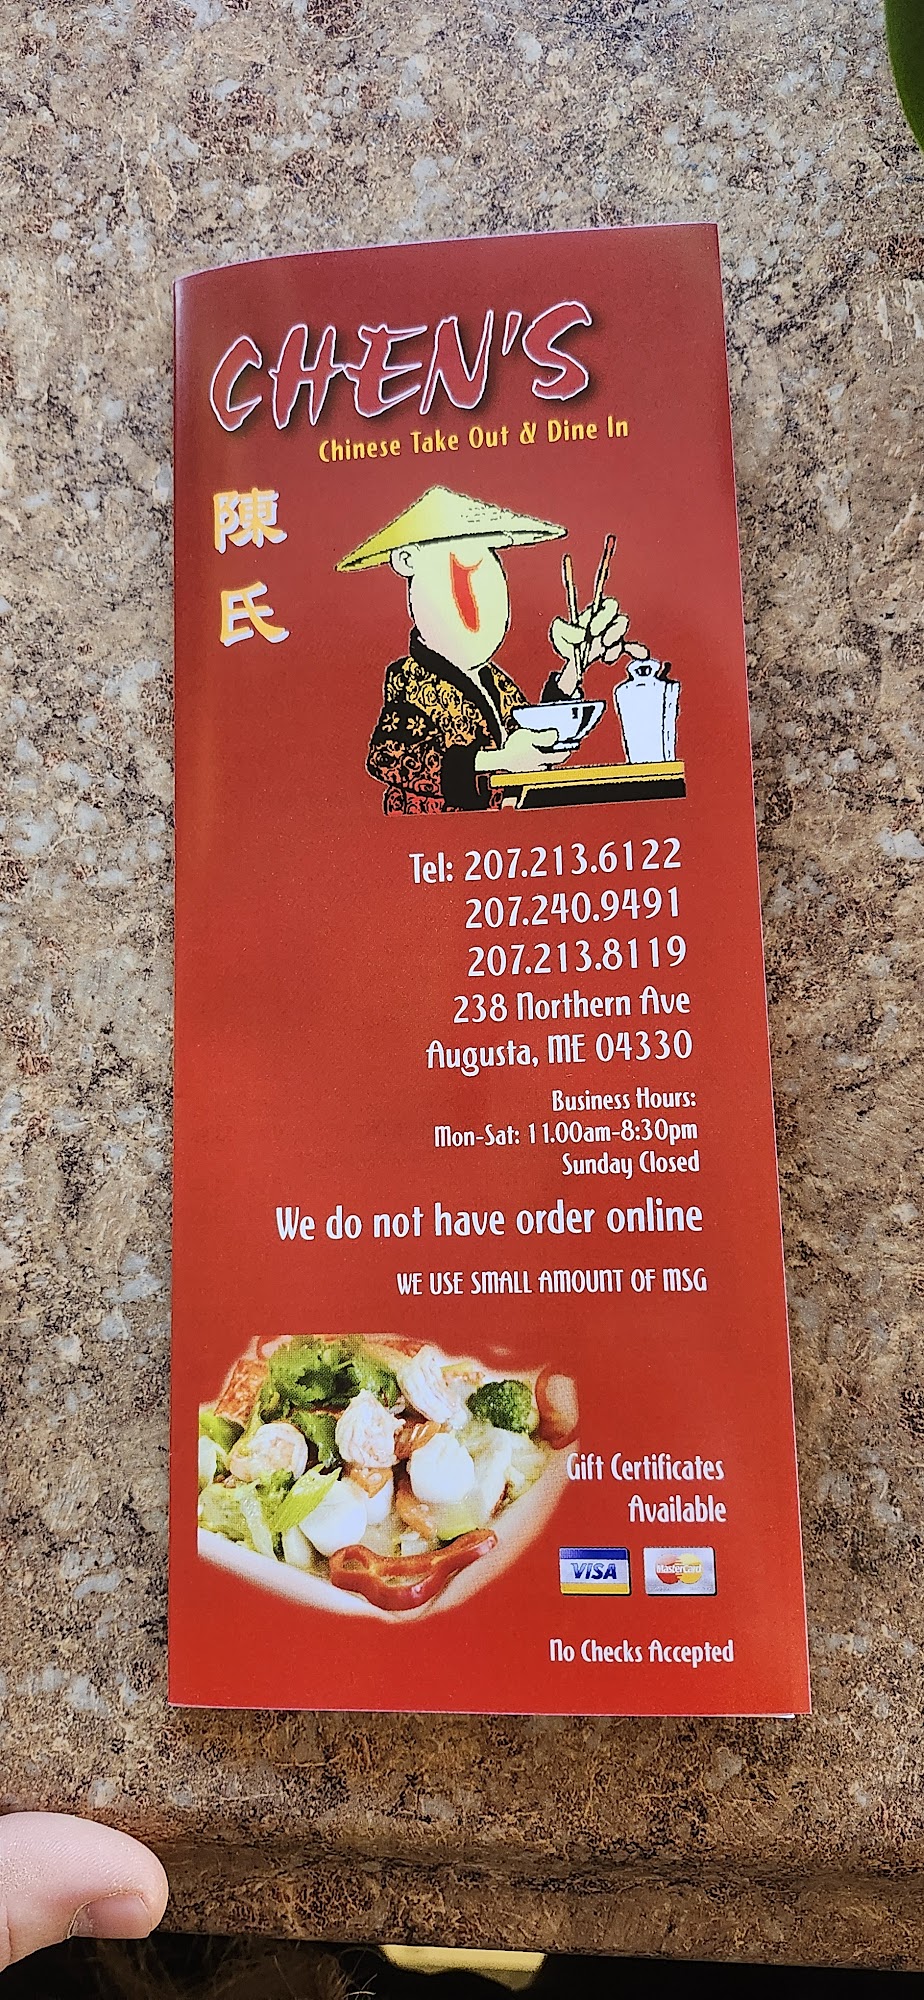 CHEN'S
Chinese Take Out & Dine In
陳
氏
Tel: 207.213.6122
207.240.9491
207.213.8119
238 Northern Ave
Augusta, ME 04330
Business Hours:
Mon-Sat: 11.00am-8:30pm
Sunday Closed
We do not have order online
WE USE SMALL AMOUNT OF MSG
Gift Certificates
Available
VISA MasterCard
No Checks Accepted